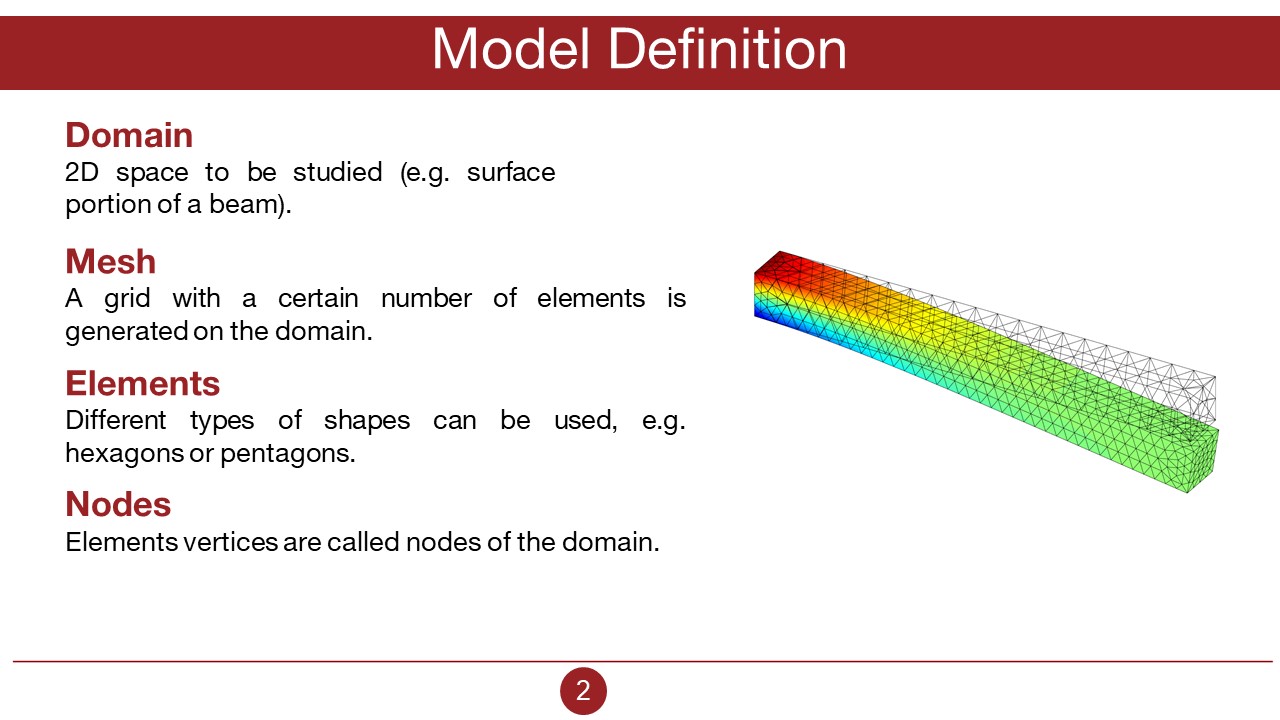 Model Definition
Domain
2D space to be studied (e.g. surface
portion of a beam).
Mesh
A grid with a certain number of elements is
generated on the domain.
Elements
Different types of shapes can be used, e.g.
hexagons or pentagons.
Nodes
Elements vertices are called nodes of the domain.
2